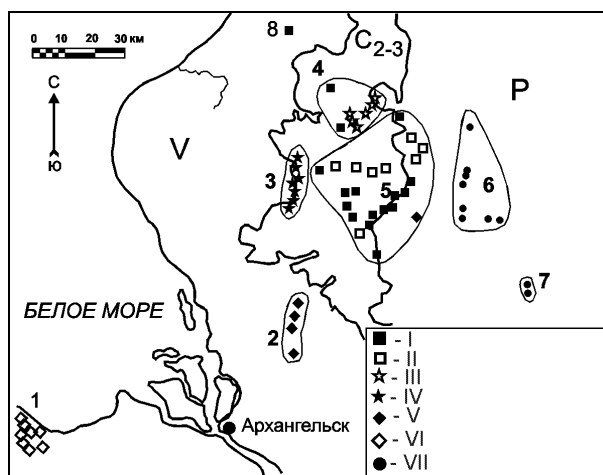 0 10 20 30 км
8
C2-3
4
С
P
V
3
5
6
Ю
7
БЕЛОЕ МОРЕ
2
- I
- II
- III
- IV
1
- V
Архангельск
- VI
- VII